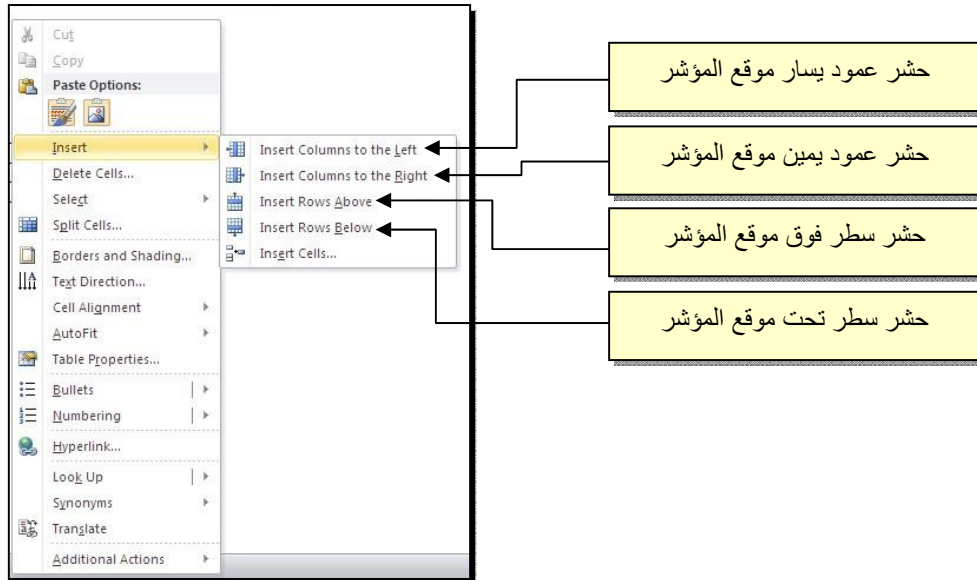 Cut
Copy
Paste Options:
Insert
Delete Cells...
Select
Split Cells...
Borders and Shading...
Text Direction...
Cell Alignment
AutoFit
Table Properties...
Bullets
Numbering
Hyperlink...
Look Up
Synonyms
Translate
Additional Actions
Insert Columns to the Left
Insert Columns to the Right
Insert Rows Above
Insert Rows Below
Insert Cells...
حشر عمود يسار موقع المؤشر
حشر عمود يمين موقع المؤشر
حشر سطر فوق موقع المؤشر
حشر سطر تحت موقع المؤشر